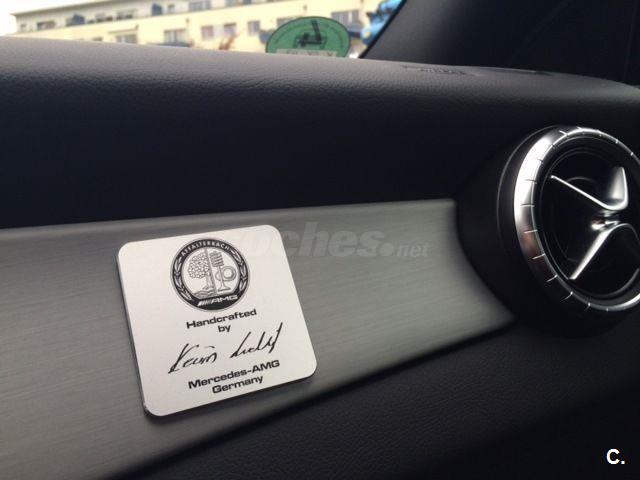 coches.net
AFFALTERBACH
AMG
Handcrafted
by
Mercedes-AMG
Germany
C.